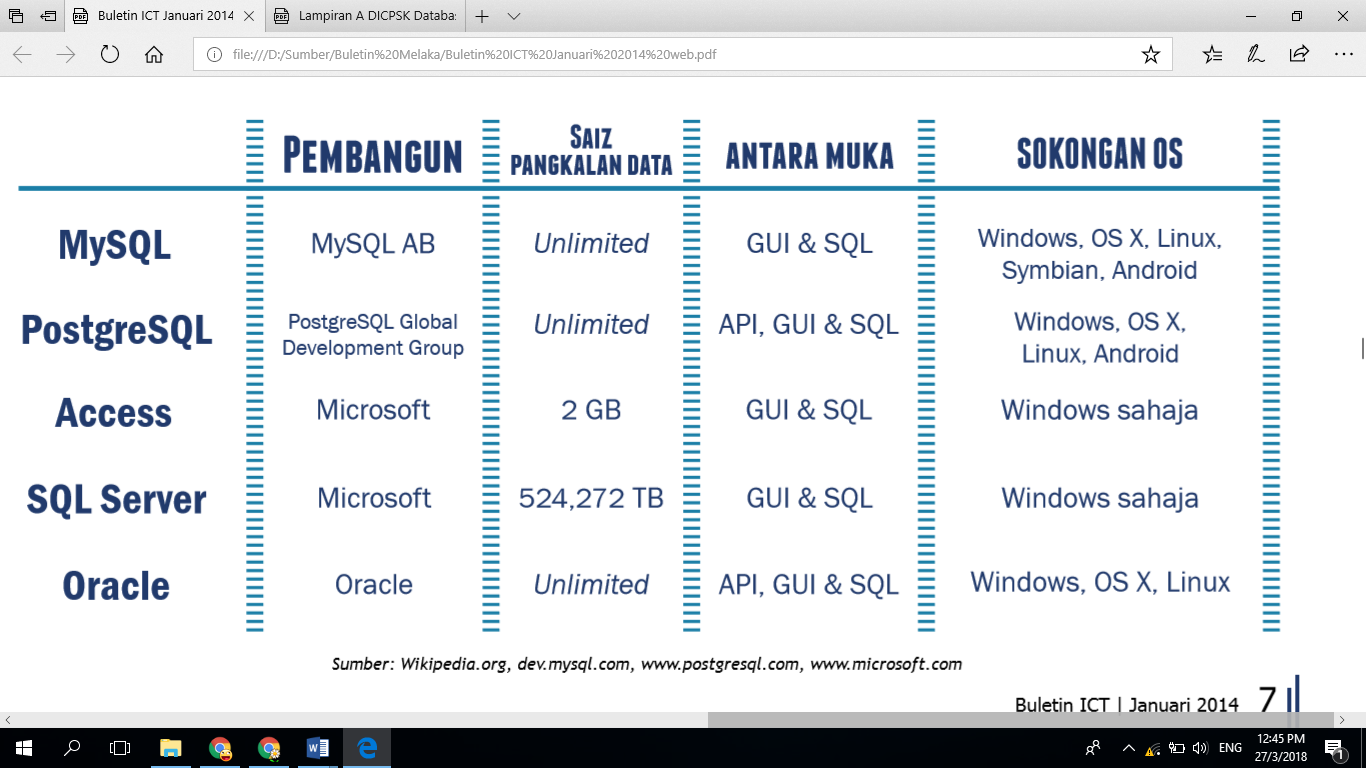 Buletin ICT Januari 2014
Lampiran A DICPSK Databa
file:///D:/Sumber/Buletin%20Melaka/Buletin%20ICT%20Januari%202014%20web.pdf
PEMBANGUN
SAIZ
PANGKALAN DATA
ANTARA MUKA
SOKONGAN OS
MySQL
MySQL AB
Unlimited
GUI & SQL
Windows, OS X, Linux,
Symbian, Android
PostgreSQL
PostgreSQL Global
Development Group
Unlimited
API, GUI & SQL
Windows, OS X,
Linux, Android
Access
Microsoft
2 GB
GUI & SQL
Windows sahaja
SQL Server
Microsoft
524,272 TB
GUI & SQL
Windows sahaja
Oracle
Oracle
Unlimited
API, GUI & SQL
Windows, OS X, Linux
Sumber: Wikipedia.org, dev.mysql.com, www.postgresql.com, www.microsoft.com
Buletin ICT | Januari 2014 7
ENG
12:45 PM
27/3/2018
1